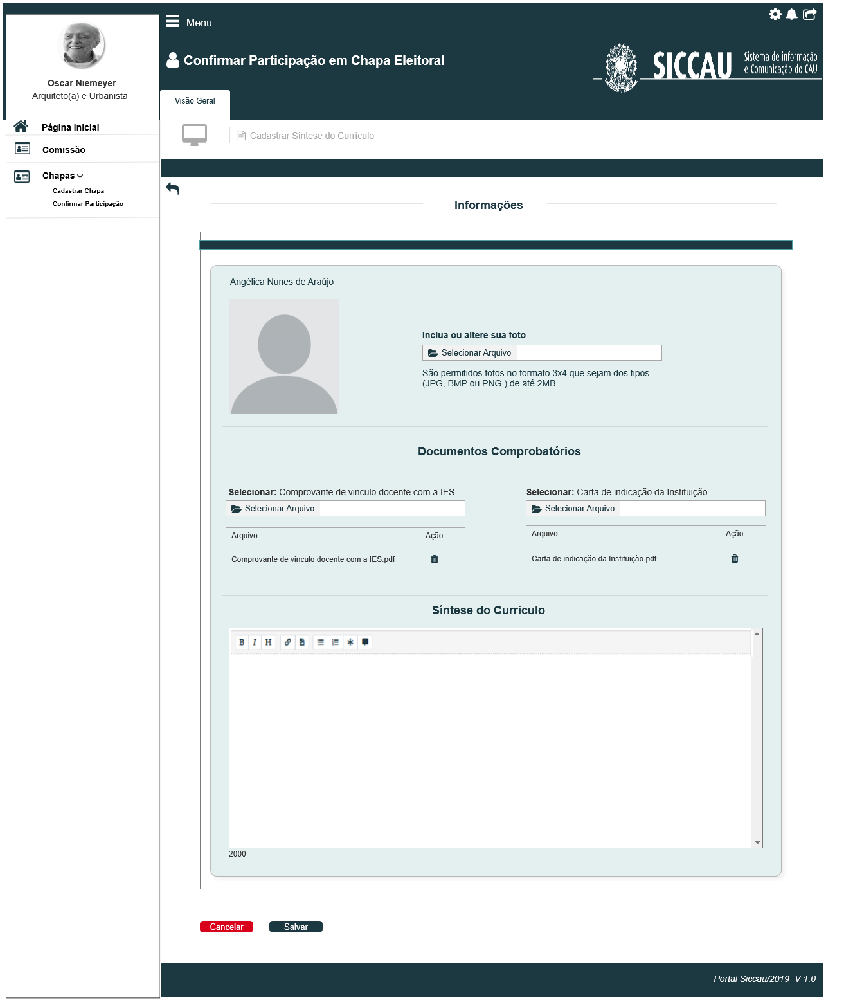 Menu
Confirmar Participação em Chapa Eleitoral
SICCAU
Sistema de Informação
e Comunicação do CAU
Oscar Niemeyer
Arquiteto(a) e Urbanista
Página Inicial
Comissão
Chapas
Cadastrar Chapa
Confirmar Participação
Visão Geral
Cadastrar Síntese do Currículo
Informações
Angélica Nunes de Araújo
Inclua ou altere sua foto
Selecionar Arquivo
São permitidos fotos no formato 3x4 que sejam dos tipos
(JPG, BMP ou PNG ) de até 2MB.
Documentos Comprobatórios
Selecionar: Comprovante de vinculo docente com a IES
Selecionar Arquivo
Arquivo Ação
Comprovante de vinculo docente com a IES.pdf
Selecionar: Carta de indicação da Instituição
Selecionar Arquivo
Arquivo Ação
Carta de indicação da Instituição.pdf
Síntese do Curriculo
B I H
2000
Cancelar Salvar
Portal Siccau/2019 V 1.0